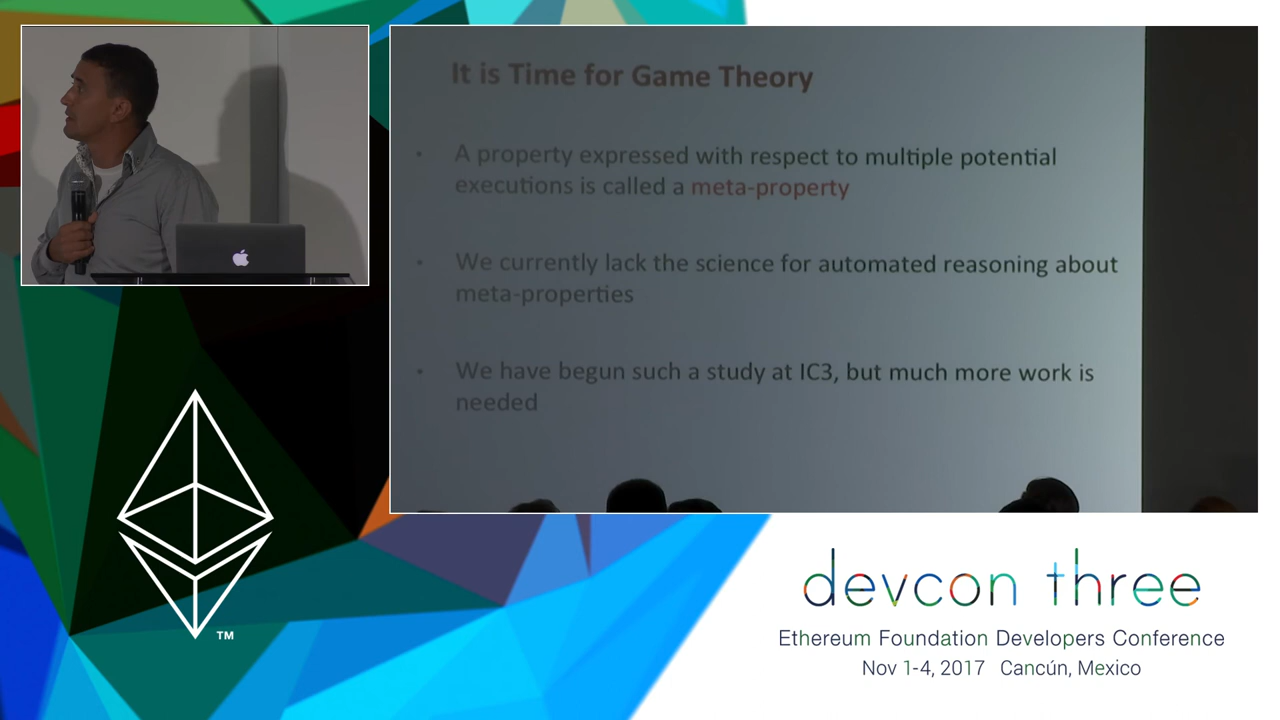 It is Time for Game Theory
• A property expressed with respect to multiple potential
executions is called a meta-property
• We currently lack the science for automated reasoning about
meta-properties
• We have begun such a study at IC3, but much more work is
needed
TM
devcon three
Ethereum Foundation Developers Conference
Nov 1-4, 2017 Cancún, Mexico